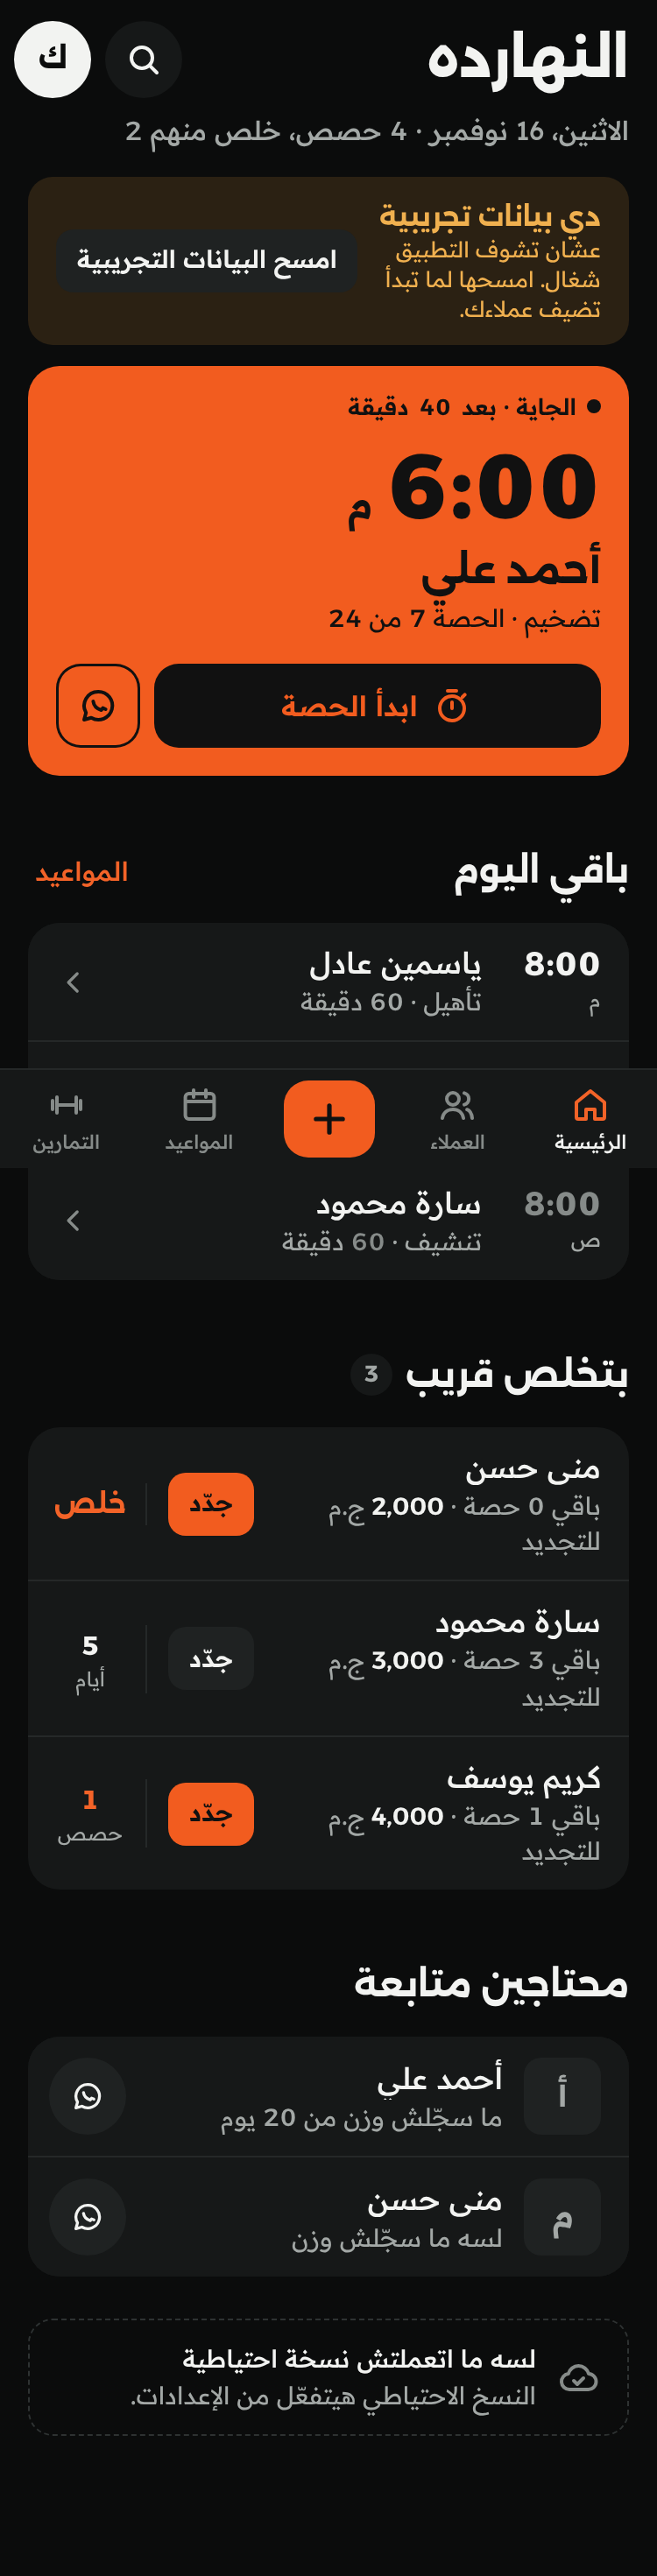 النهارده
ك
الاثنين، 16 نوفمبر · 4 حصص، خلص منهم 2
دي بيانات تجريبية
عشان تشوف التطبيق
شغال. امسحها لما تبدأ
تضيف عملاءك.
امسح البيانات التجريبية
الجاية · بعد 40 دقيقة
6:00 م
أحمد علي
تضخيم · الحصة 7 من 24
ابدأ الحصة
باقي اليوم
المواعيد
8:00 م
ياسمين عادل
تأهيل · 60 دقيقة
الرئيسية
العملاء
المواعيد
التمارين
8:00 ص
سارة محمود
تنشيف · 60 دقيقة
بتخلص قريب 3
منى حسن
باقي 0 حصة · 2,000 ج.م
للتجديد
جدّد
خلص
سارة محمود
باقي 3 حصة · 3,000 ج.م
للتجديد
جدّد
5
أيام
كريم يوسف
باقي 1 حصة · 4,000 ج.م
للتجديد
جدّد
1
حصص
محتاجين متابعة
أ
أحمد علي
ما سجّلش وزن من 20 يوم
م
منى حسن
لسه ما سجّلش وزن
لسه ما اتعملتش نسخة احتياطية
النسخ الاحتياطي هيتفعّل من الإعدادات.